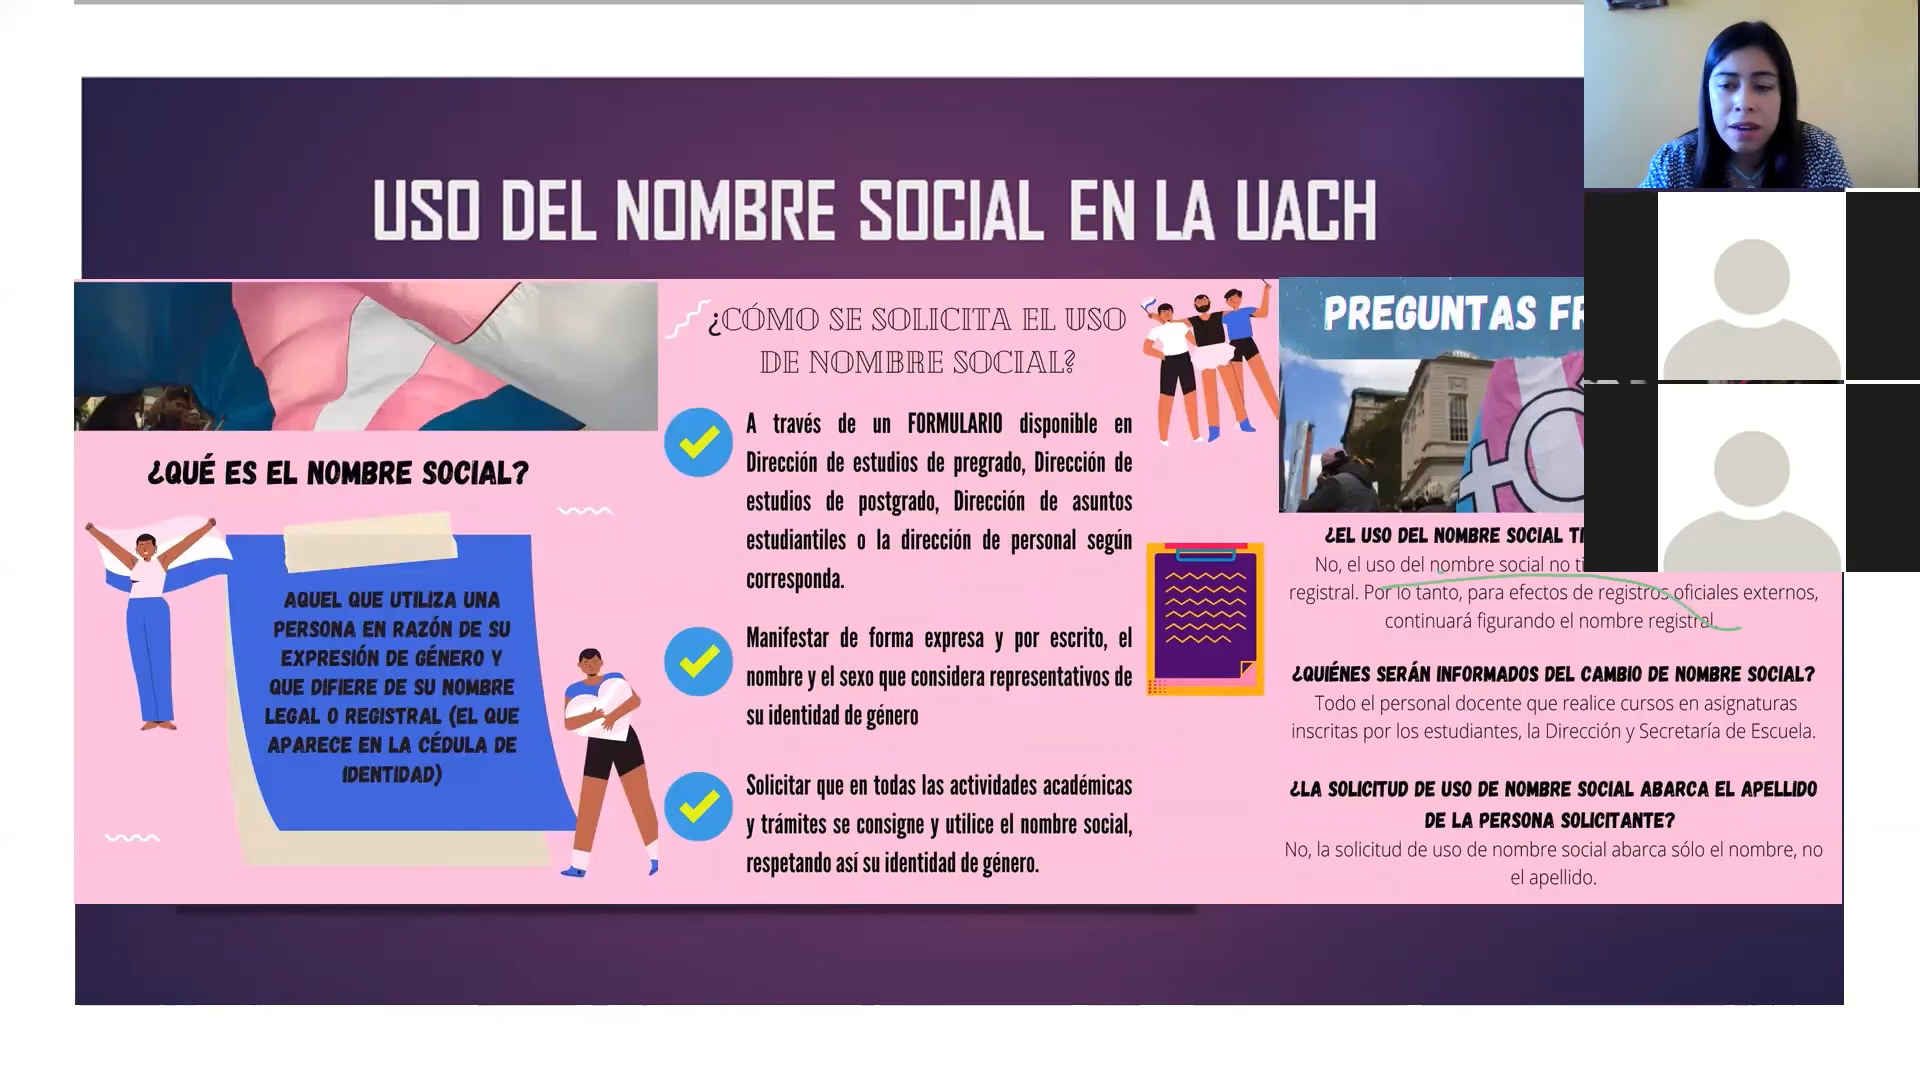 USO DEL NOMBRE SOCIAL EN LA UACH
¿QUÉ ES EL NOMBRE SOCIAL?
AQUEL QUE UTILIZA UNA
PERSONA EN RAZÓN DE SU
EXPRESIÓN DE GÉNERO Y
QUE DIFIERE DE SU NOMBRE
LEGAL O REGISTRAL (EL QUE
APARECE EN LA CÉDULA DE
IDENTIDAD)
¿CÓMO SE SOLICITA EL USO
DE NOMBRE SOCIAL?
A través de un FORMULARIO disponible en
Dirección de estudios de pregrado, Dirección de
estudios de postgrado, Dirección de asuntos
estudiantiles o la dirección de personal según
corresponda.
Manifestar de forma expresa y por escrito, el
nombre y el sexo que considera representativos de
su identidad de género
Solicitar que en todas las actividades académicas
y trámites se consigne y utilice el nombre social,
respetando así su identidad de género.
PREGUNTAS
¿EL USO DEL NOMBRE SOCIAL
No, el uso del nombre social no
registral. Por lo tanto, para efectos de registros oficiales externos,
continuará figurando el nombre registral
¿QUIÉNES SERÁN INFORMADOS DEL CAMBIO DE NOMBRE SOCIAL?
Todo el personal docente que realice cursos en asignaturas
inscritas por los estudiantes, la Dirección y Secretaría de Escuela.
¿LA SOLICITUD DE USO DE NOMBRE SOCIAL ABARCA EL APELLIDO
DE LA PERSONA SOLICITANTE?
No, la solicitud de uso de nombre social abarca sólo el nombre, no
el apellido.